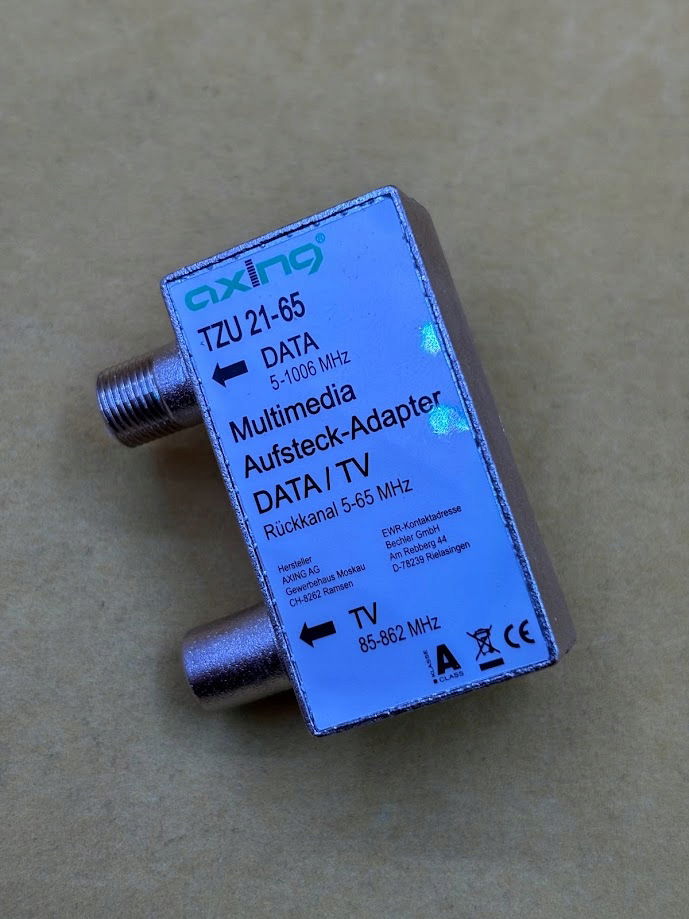 axing®
TZU 21-65
DATA
5-1006 MHz
Multimedia
Aufsteck-Adapter
DATA / TV
Rückkanal 5-65 MHz
Hersteller
AXING AG
Gewerbehaus Moskau
CH-8262 Ramsen
EWR-Kontaktadresse
Bechler GmbH
Am Rebberg 44
D-78239 Rielasingen
TV
85-862 MHz
KLASSE
A
CLASS
CE